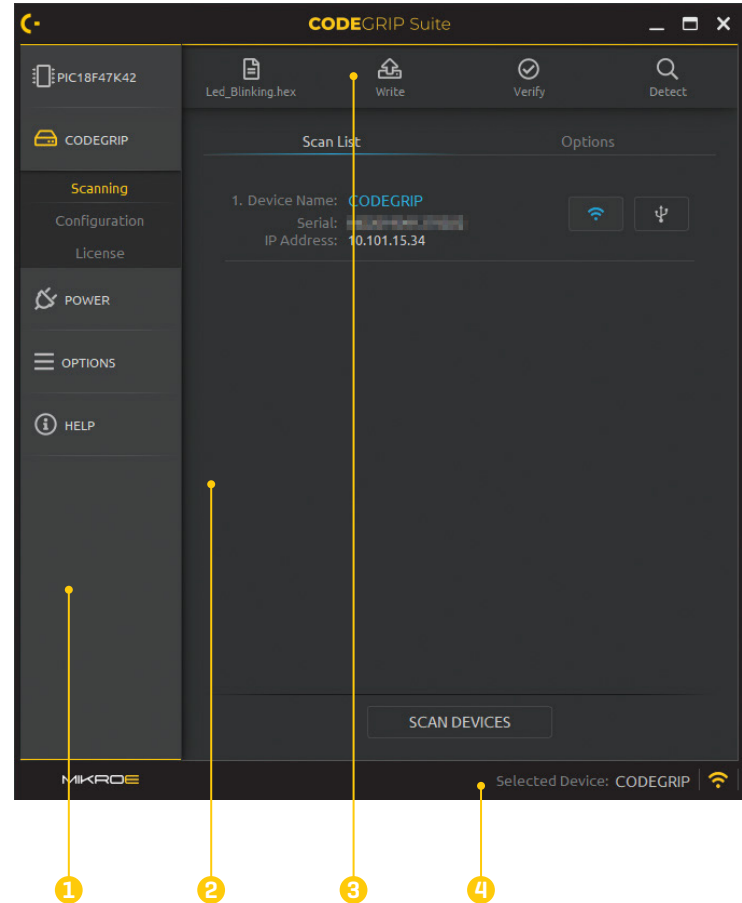 CODEGRIP Suite
PIC18F47K42
CODEGRIP
Scanning
Configuration
License
POWER
OPTIONS
HELP
Led_Blinking.hex
Write
Verify
Detect
Scan List
Options
1. Device Name: CODEGRIP
Serial:
IP Address: 10.101.15.34
SCAN DEVICES
MIKROE
Selected Device: CODEGRIP
1
2
3
4